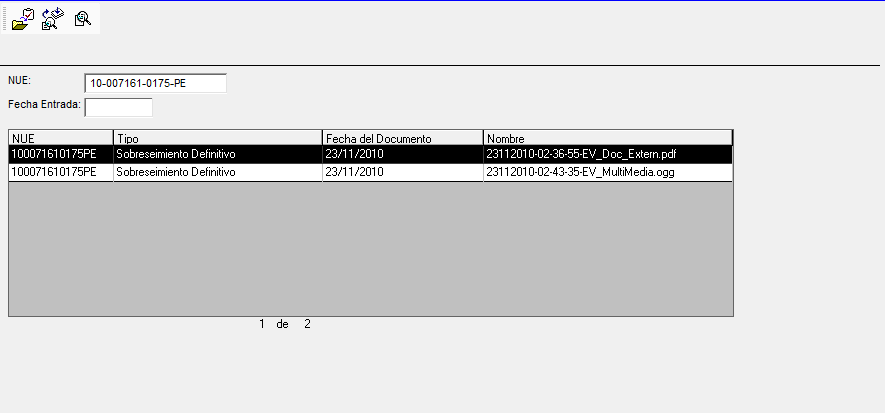 NUE: 10-007161-0175-PE
Fecha Entrada:
NUE Tipo Fecha del Documento Nombre
100071610175PE Sobreseimiento Definitivo 23/11/2010 23112010-02-36-55-EV_Doc_Extern.pdf
100071610175PE Sobreseimiento Definitivo 23/11/2010 23112010-02-43-35-EV_MultiMedia.ogg
1 de 2